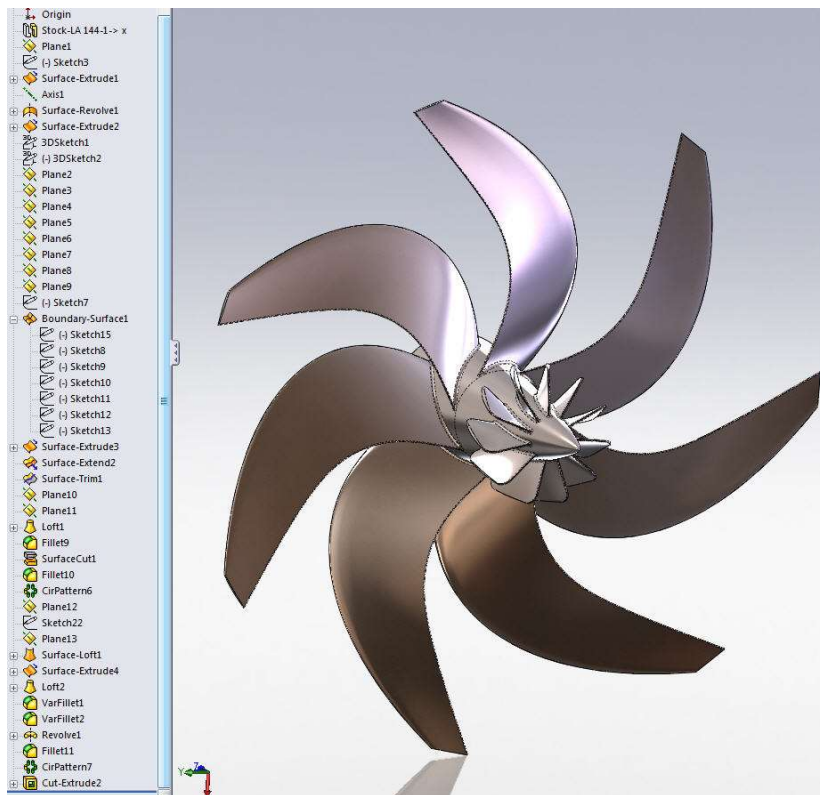 Origin
Stock-LA 144-1-> x
Plane1
(-) Sketch3
Surface-Extrude1
Axis1
Surface-Revolve1
Surface-Extrude2
3DSketch1
(-) 3DSketch2
Plane2
Plane3
Plane4
Plane5
Plane6
Plane7
Plane8
Plane9
(-) Sketch7
Boundary-Surface1
(-) Sketch15
(-) Sketch8
(-) Sketch9
(-) Sketch10
(-) Sketch11
(-) Sketch12
(-) Sketch13
Surface-Extrude3
Surface-Extend2
Surface-Trim1
Plane10
Plane11
Loft1
Fillet9
SurfaceCut1
Fillet10
CirPattern6
Plane12
Sketch22
Plane13
Surface-Loft1
Surface-Extrude4
Loft2
VarFillet1
VarFillet2
Revolve1
Fillet11
CirPattern7
Cut-Extrude2
Y Z